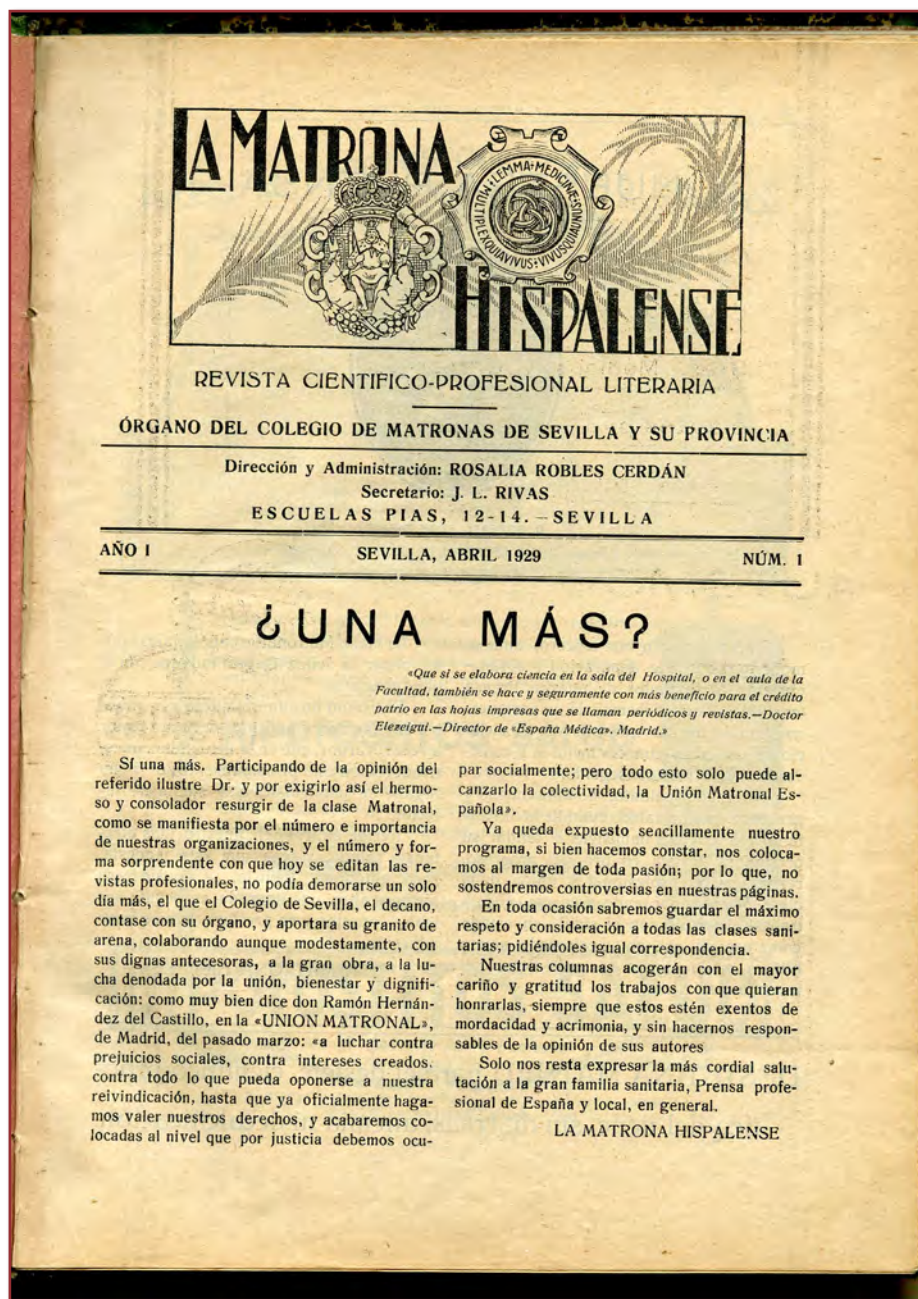 LA MATRONA
HISPALENSE
LEMMA MEDICINÆ
MULTIPLEX QUIA VIVUS VIVUS QUIA
REVISTA CIENTIFICO-PROFESIONAL LITERARIA
ÓRGANO DEL COLEGIO DE MATRONAS DE SEVILLA Y SU PROVINCIA
Dirección y Administración: ROSALIA ROBLES CERDÁN
Secretario: J. L. RIVAS
ESCUELAS PIAS, 12-14. - SEVILLA
AÑO I SEVILLA, ABRIL 1929 NÚM. 1
¿UNA MÁS?
«Que si se elabora ciencia en la sala del Hospital, o en el aula de la
Facultad, también se hace y seguramente con más beneficio para el crédito
patrio en las hojas impresas que se llaman periódicos y revistas.—Doctor
Elezeigui.—Director de «España Médica». Madrid.»
Sí una más. Participando de la opinión del
referido ilustre Dr. y por exigirlo así el hermo-
so y consolador resurgir de la clase Matronal,
como se manifiesta por el número e importancia
de nuestras organizaciones, y el número y for-
ma sorprendente con que hoy se editan las re-
vistas profesionales, no podía demorarse un solo
día más, el que el Colegio de Sevilla, el decano,
contase con su órgano, y aportara su granito de
arena, colaborando aunque modestamente, con
sus dignas antecesoras, a la gran obra, a la lu-
cha denodada por la unión, bienestar y dignifi-
cación: como muy bien dice don Ramón Hernán-
dez del Castillo, en la «UNION MATRONAL»,
de Madrid, del pasado marzo: «a luchar contra
prejuicios sociales, contra intereses creados.
contra todo lo que pueda oponerse a nuestra
reivindicación, hasta que ya oficialmente haga-
mos valer nuestros derechos, y acabaremos co-
locadas al nivel que por justicia debemos ocu-
par socialmente; pero todo esto solo puede al-
canzarlo la colectividad, la Unión Matronal Es-
pañola».
Ya queda expuesto sencillamente nuestro
programa, si bien hacemos constar, nos coloca-
mos al margen de toda pasión; por lo que, no
sostendremos controversias en nuestras páginas.
En toda ocasión sabremos guardar el máximo
respeto y consideración a todas las clases sani-
tarias; pidiéndoles igual correspondencia.
Nuestras columnas acogerán con el mayor
cariño y gratitud los trabajos con que quieran
honrarlas, siempre que estos estén exentos de
mordacidad y acrimonia, y sin hacernos respon-
sables de la opinión de sus autores
Solo nos resta expresar la más cordial salu-
tación a la gran familia sanitaria, Prensa profe-
sional de España y local, en general.
LA MATRONA HISPALENSE